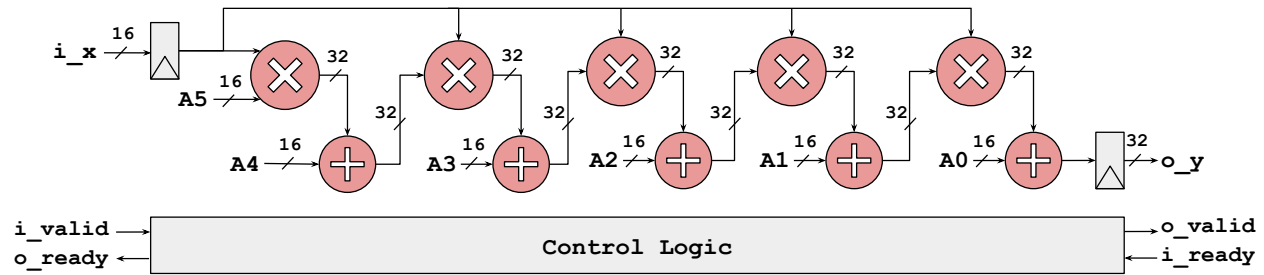 16
i_x
A5
16
32
32
32
32
32
32
32
32
32
A4
16
A3
16
A2
16
A1
16
A0
16
32
o_y
i_valid
o_ready
Control Logic
o_valid
i_ready